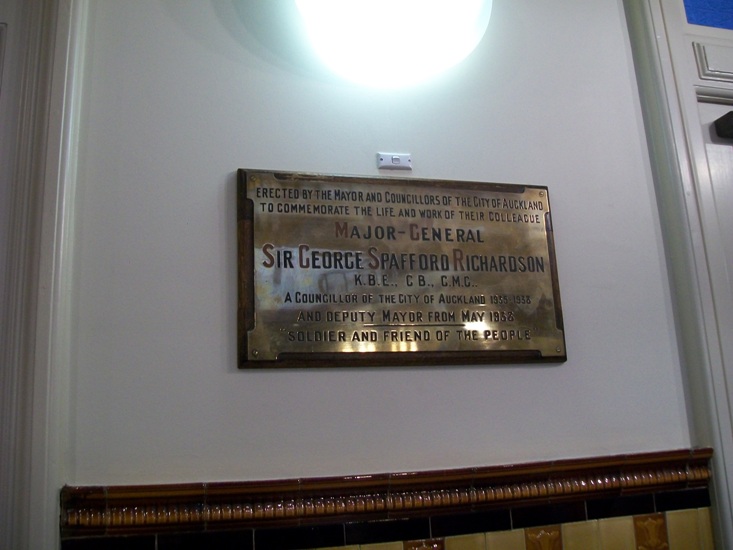 ERECTED BY THE MAYOR AND COUNCILLORS OF THE CITY OF AUCKLAND
TO COMMEMORATE THE LIFE AND WORK OF THEIR COLLEAGUE
MAJOR-GENERAL
SIR GEORGE SPAFFORD RICHARDSON
K.B.E., C.B., C.M.G.,
A COUNCILLOR OF THE CITY OF AUCKLAND 1935-1938
AND DEPUTY MAYOR FROM MAY 1938
"SOLDIER AND FRIEND OF THE PEOPLE"